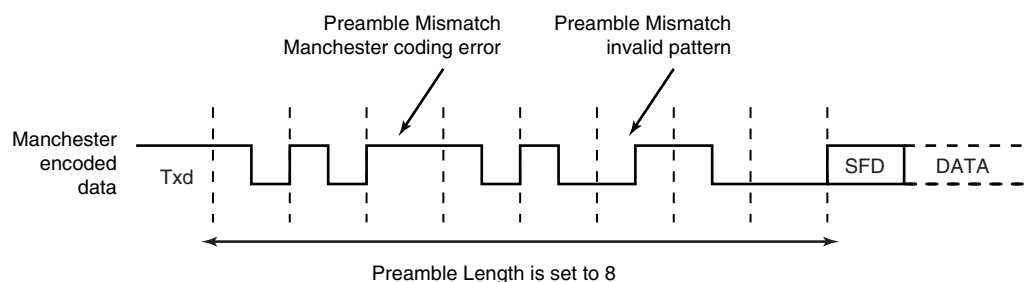 Preamble Mismatch
Manchester coding error
Preamble Mismatch
invalid pattern
Manchester
encoded
data
Txd
SFD
DATA
Preamble Length is set to 8